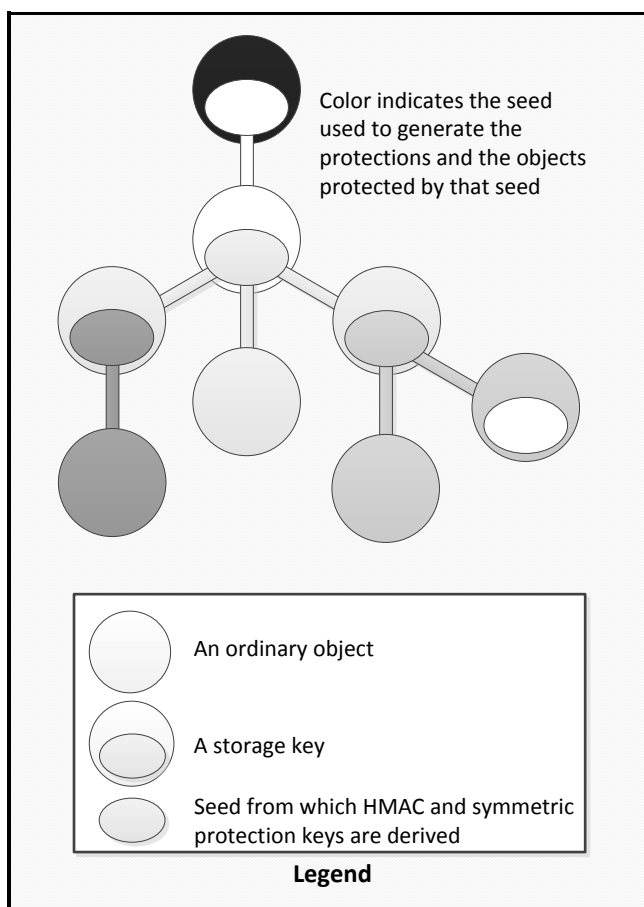 Color indicates the seed
used to generate the
protections and the objects
protected by that seed
An ordinary object
A storage key
Seed from which HMAC and symmetric
protection keys are derived
Legend